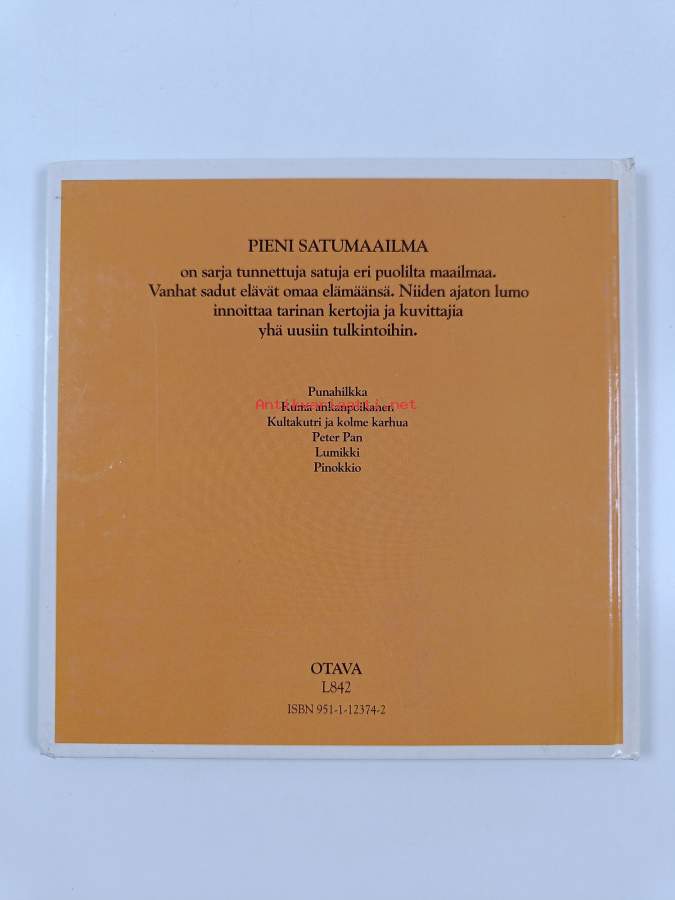 PIENI SATUMAAILMA
on sarja tunnettuja satuja eri puolilta maailmaa.
Vanhat sadut elävät omaa elämäänsä. Niiden ajaton lumo
innoittaa tarinan kertojia ja kuvittajia
yhä uusiin tulkintoihin.
Punahilkka
Antikvariaatti.net
Ruma ankanpoikanen
Kultakutri ja kolme karhua
Peter Pan
Lumikki
Pinokkio
OTAVA
L842
ISBN 951-1-12374-2